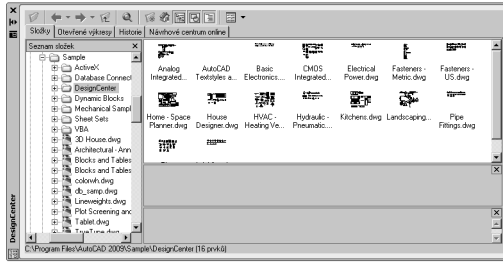 Složky Otevřené výkresy Historie Návrhové centrum online
Seznam složek
Sample
ActiveX
Database Connect
DesignCenter
Dynamic Blocks
Mechanical Sampl
Sheet Sets
VBA
3D House.dwg
Architectural - Ann
Blocks and Tables
Blocks and Tables
colorwh.dwg
db_samp.dwg
Lineweights.dwg
Plot Screening anc
Tablet.dwg
TrueType.dwg
Analog Integrated...
AutoCAD Textstyles a...
Basic Electronics....
CMOS Integrated...
Electrical Power.dwg
Fasteners - Metric.dwg
Fasteners - US.dwg
Home - Space Planner.dwg
House Designer.dwg
HVAC - Heating Ve...
Hydraulic - Pneumatic....
Kitchens.dwg
Landscaping...
Pipe Fittings.dwg
DesignCenter
C:\Program Files\AutoCAD 2009\Sample\DesignCenter (16 prvků)